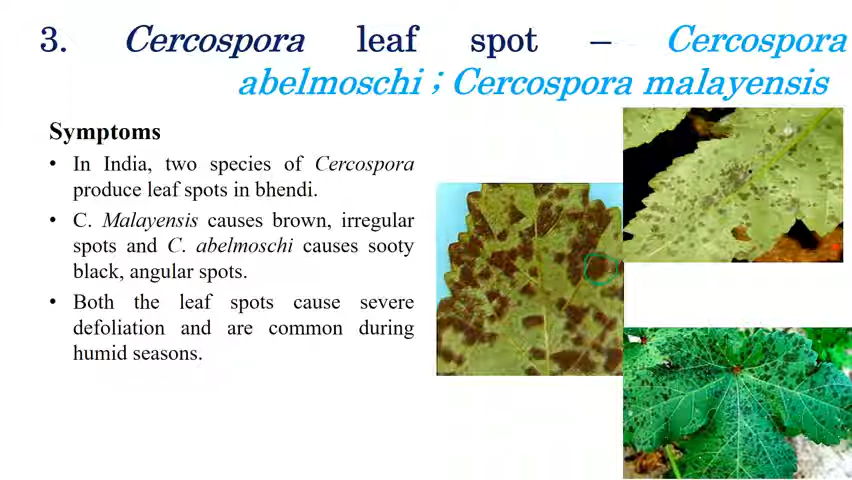 3. Cercospora leaf spot – Cercospora
abelmoschi ; Cercospora malayensis
Symptoms
• In India, two species of Cercospora
produce leaf spots in bhendi.
• C. Malayensis causes brown, irregular
spots and C. abelmoschi causes sooty
black, angular spots.
• Both the leaf spots cause severe
defoliation and are common during
humid seasons.